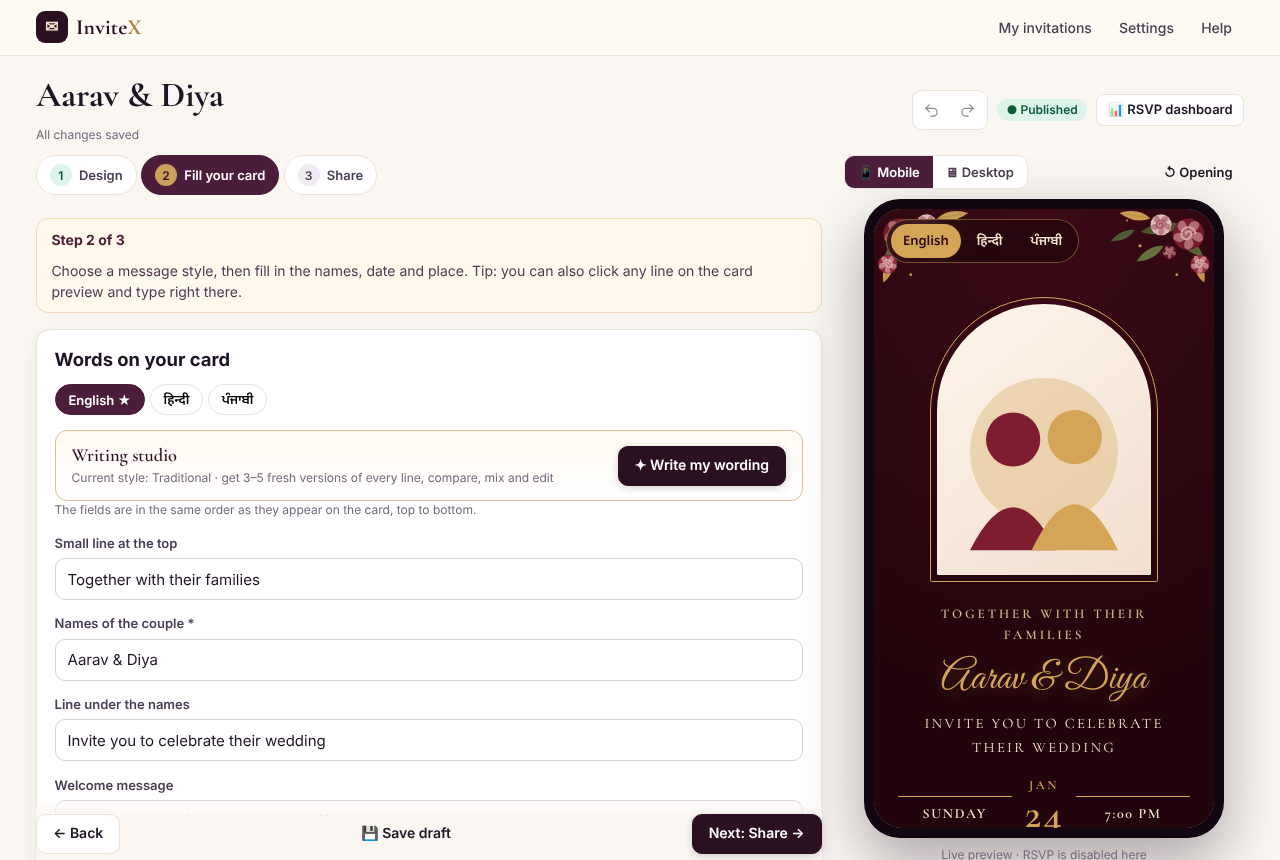 ✉ InviteX
My invitations Settings Help
Aarav & Diya
All changes saved
Published
📊 RSVP dashboard
1 Design
2 Fill your card
3 Share
📱 Mobile
🖥 Desktop
↺ Opening
Step 2 of 3
Choose a message style, then fill in the names, date and place. Tip: you can also click any line on the card
preview and type right there.
Words on your card
English ★
हिन्दी
ਪੰਜਾਬੀ
Writing studio
Current style: Traditional · get 3–5 fresh versions of every line, compare, mix and edit
✦ Write my wording
The fields are in the same order as they appear on the card, top to bottom.
Small line at the top
Together with their families
Names of the couple *
Aarav & Diya
Line under the names
Invite you to celebrate their wedding
Welcome message
← Back
💾 Save draft
Next: Share →
English
हिन्दी
ਪੰਜਾਬੀ
TOGETHER WITH THEIR
FAMILIES
Aarav & Diya
INVITE YOU TO CELEBRATE
THEIR WEDDING
JAN
SUNDAY
24
7:00 PM
Live preview · RSVP is disabled here